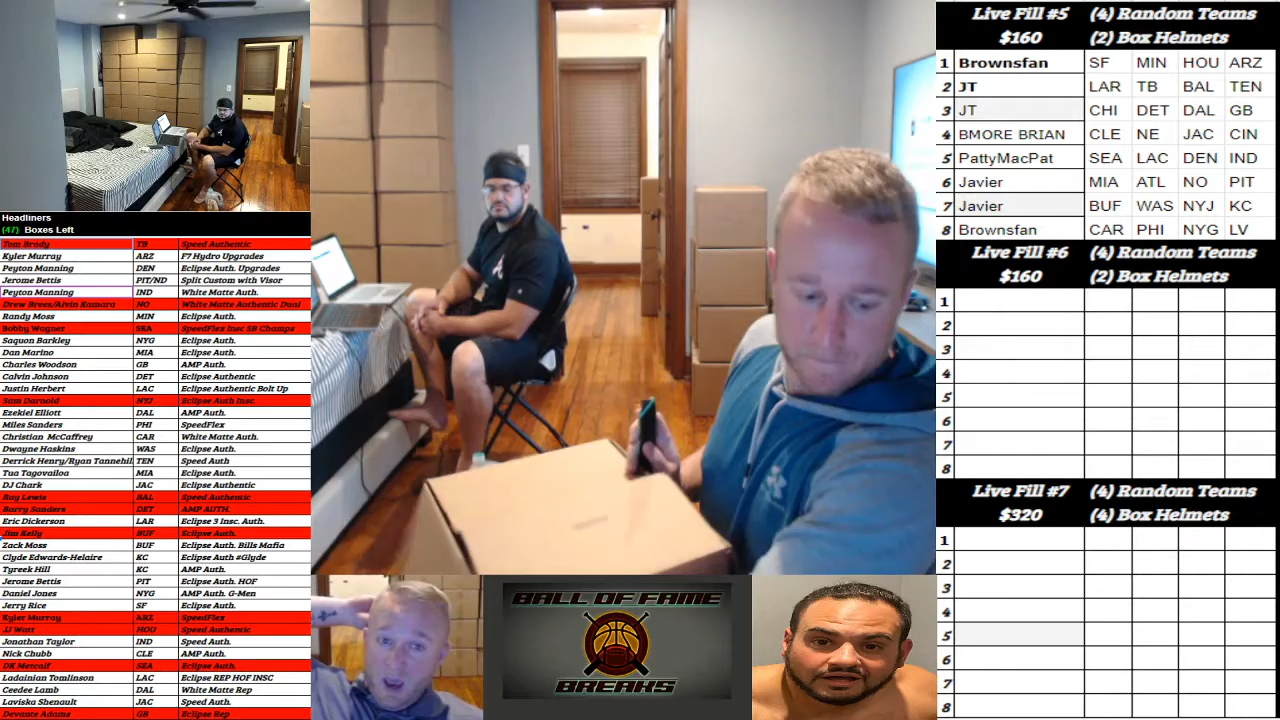 Headliners
(47) Boxes Left
Tom Brady TB Speed Authentic
Kyler Murray ARZ F7 Hydro Upgrades
Peyton Manning DEN Eclipse Auth. Upgrades
Jerome Bettis PIT/ND Split Custom with Visor
Peyton Manning IND White Matte Auth.
Drew Brees/Alvin Kamara NO White Matte Authentic Dual
Randy Moss MIN Eclipse Auth.
Bobby Wagner SEA SpeedFlex Insc SB Champs
Saquon Barkley NYG Eclipse Auth.
Dan Marino MIA Eclipse Auth.
Charles Woodson GB AMP Auth.
Calvin Johnson DET Eclipse Authentic
Justin Herbert LAC Eclipse Authentic Bolt Up
Sam Darnold NYJ Eclipse Auth Insc.
Ezekiel Elliott DAL AMP Auth.
Miles Sanders PHI SpeedFlex
Christian McCaffrey CAR White Matte Auth.
Dwayne Haskins WAS Eclipse Auth.
Derrick Henry/Ryan Tannehil TEN Speed Auth
Tua Tagovailoa MIA Eclipse Auth.
DJ Chark JAC Eclipse Authentic
Ray Lewis BAL Speed Authentic
Barry Sanders DET AMP AUTH.
Eric Dickerson LAR Eclipse 3 Insc. Auth.
Jim Kelly BUF Eclipse Auth.
Zack Moss BUF Eclipse Auth. Bills Mafia
Clyde Edwards-Helaire KC Eclipse Auth #Glyde
Tyreek Hill KC AMP Auth.
Jerome Bettis PIT Eclipse Auth. HOF
Daniel Jones NYG AMP Auth. G-Men
Jerry Rice SF Eclipse Auth.
Kyler Murray ARZ SpeedFlex
JJ Watt HOU Speed Authentic
Jonathan Taylor IND Speed Auth.
Nick Chubb CLE AMP Auth.
DK Metcalf SEA Eclipse Auth.
Ladainian Tomlinson LAC Eclipse REP HOF INSC
Ceedee Lamb DAL White Matte Rep
Laviska Shenault JAC Speed Auth.
Devante Adams GB Eclipse Rep
BALL OF FAME
BREAKS
Live Fill #5 (4) Random Teams
$160 (2) Box Helmets
1 Brownsfan SF MIN HOU ARZ
2 JT LAR TB BAL TEN
3 JT CHI DET DAL GB
4 BMORE BRIAN CLE NE JAC CIN
5 PattyMacPat SEA LAC DEN IND
6 Javier MIA ATL NO PIT
7 Javier BUF WAS NYJ KC
8 Brownsfan CAR PHI NYG LV
Live Fill #6 (4) Random Teams
$160 (2) Box Helmets
1
2
3
4
5
6
7
8
Live Fill #7 (4) Random Teams
$320 (4) Box Helmets
1
2
3
4
5
6
7
8